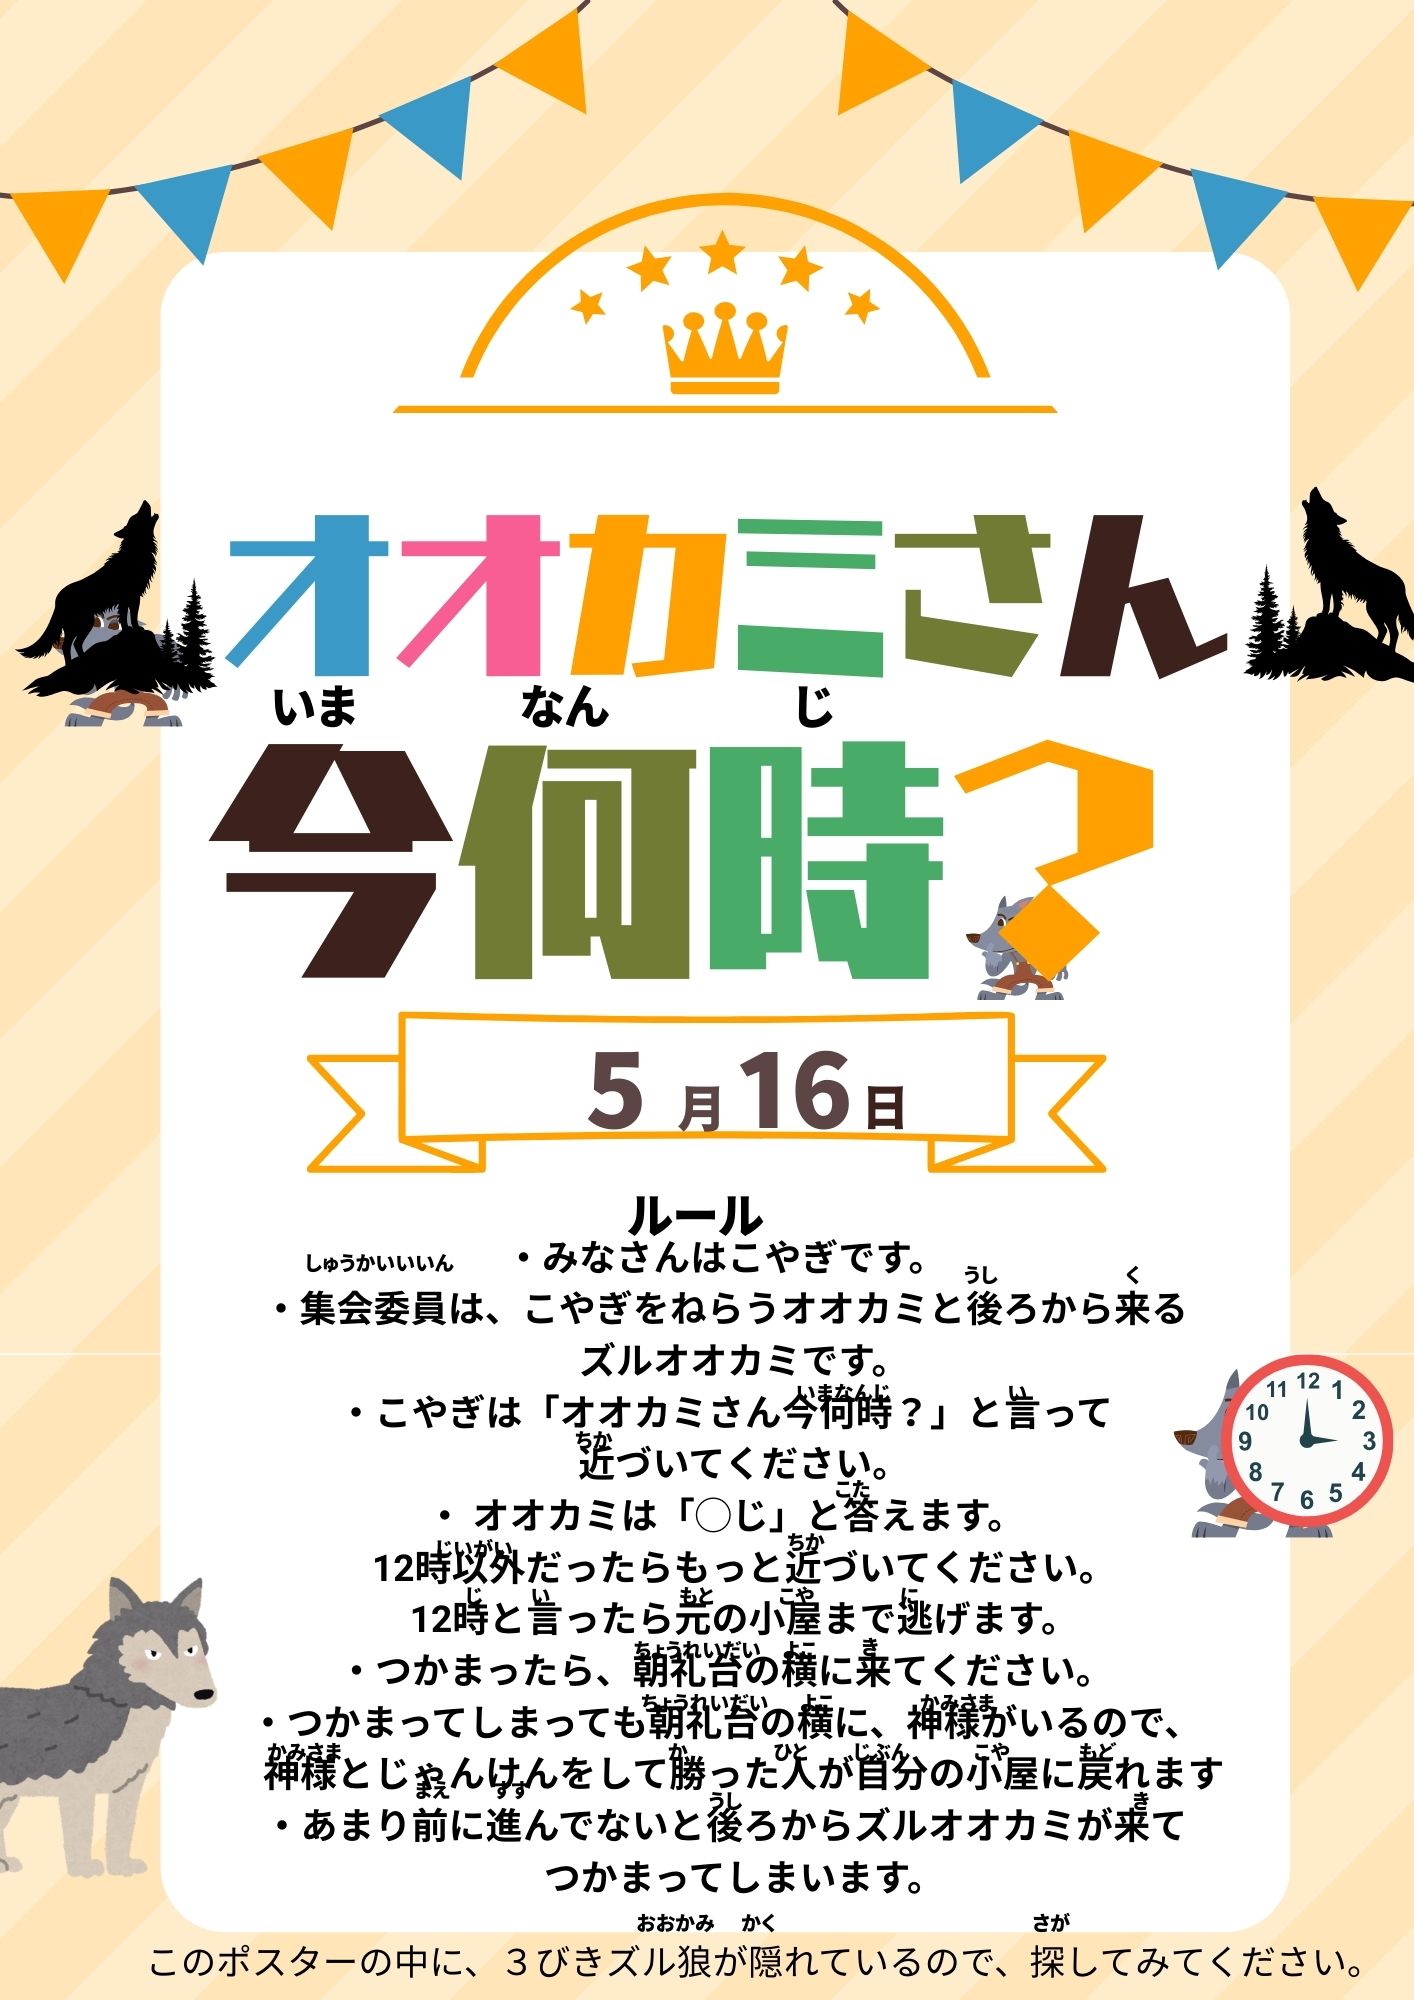 オオカミさん
いま なん じ
今何時?
5月16日
ルール
・みなさんはこやぎです。
しゅうかいいいん うし く
・集会委員は、こやぎをねらうオオカミと後ろから来る
ズルオオカミです。
いまなんじ い
・こやぎは「オオカミさん今何時？」と言って
ちか
近づいてください。
こた
・ オオカミは「◯じ」と答えます。
じいがい ちか
12時以外だったらもっと近づいてください。
じ い もと こや に
12時と言ったら元の小屋まで逃げます。
ちょうれいだい よこ き
・つかまったら、朝礼台の横に来てください。
ちょうれいだい よこ かみさま
・つかまってしまっても朝礼台の横に、神様がいるので、
かみさま か ひと じぶん こや もど
神様とじゃんけんをして勝った人が自分の小屋に戻れます
まえ すす うし き
・あまり前に進んでないと後ろからズルオオカミが来て
つかまってしまいます。
12 1 2 3 4 5 6 7 8 9 10 11
おおかみ かく さが
このポスターの中に、３びきズル狼が隠れているので、探してみてください。